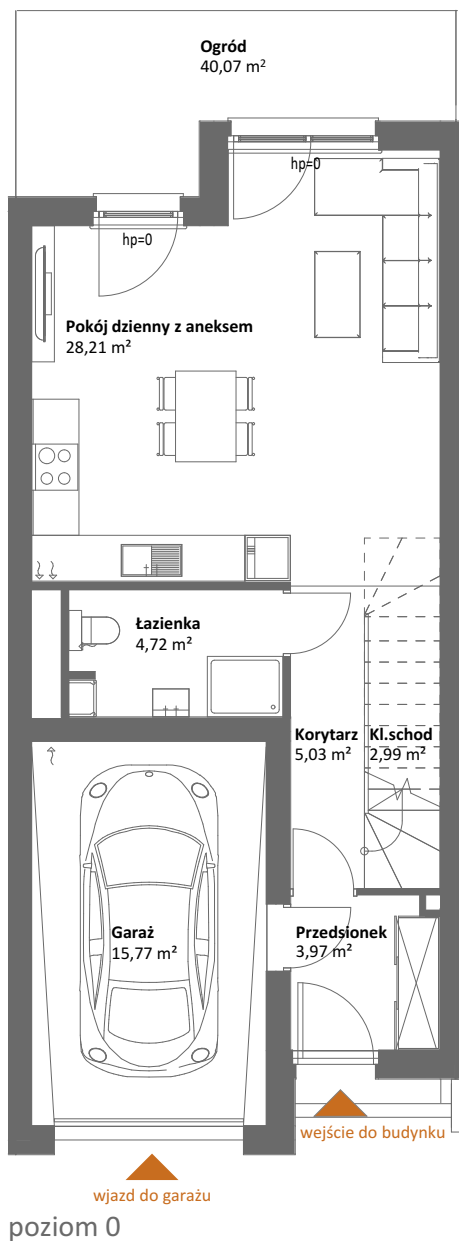 Ogród
40,07 m²
hp=0
hp=0
Pokój dzienny z aneksem
28,21 m²
Łazienka
4,72 m²
Korytarz
5,03 m²
Kl.schod
2,99 m²
Garaż
15,77 m²
Przedsionek
3,97 m²
wejście do budynku
wjazd do garażu
poziom 0